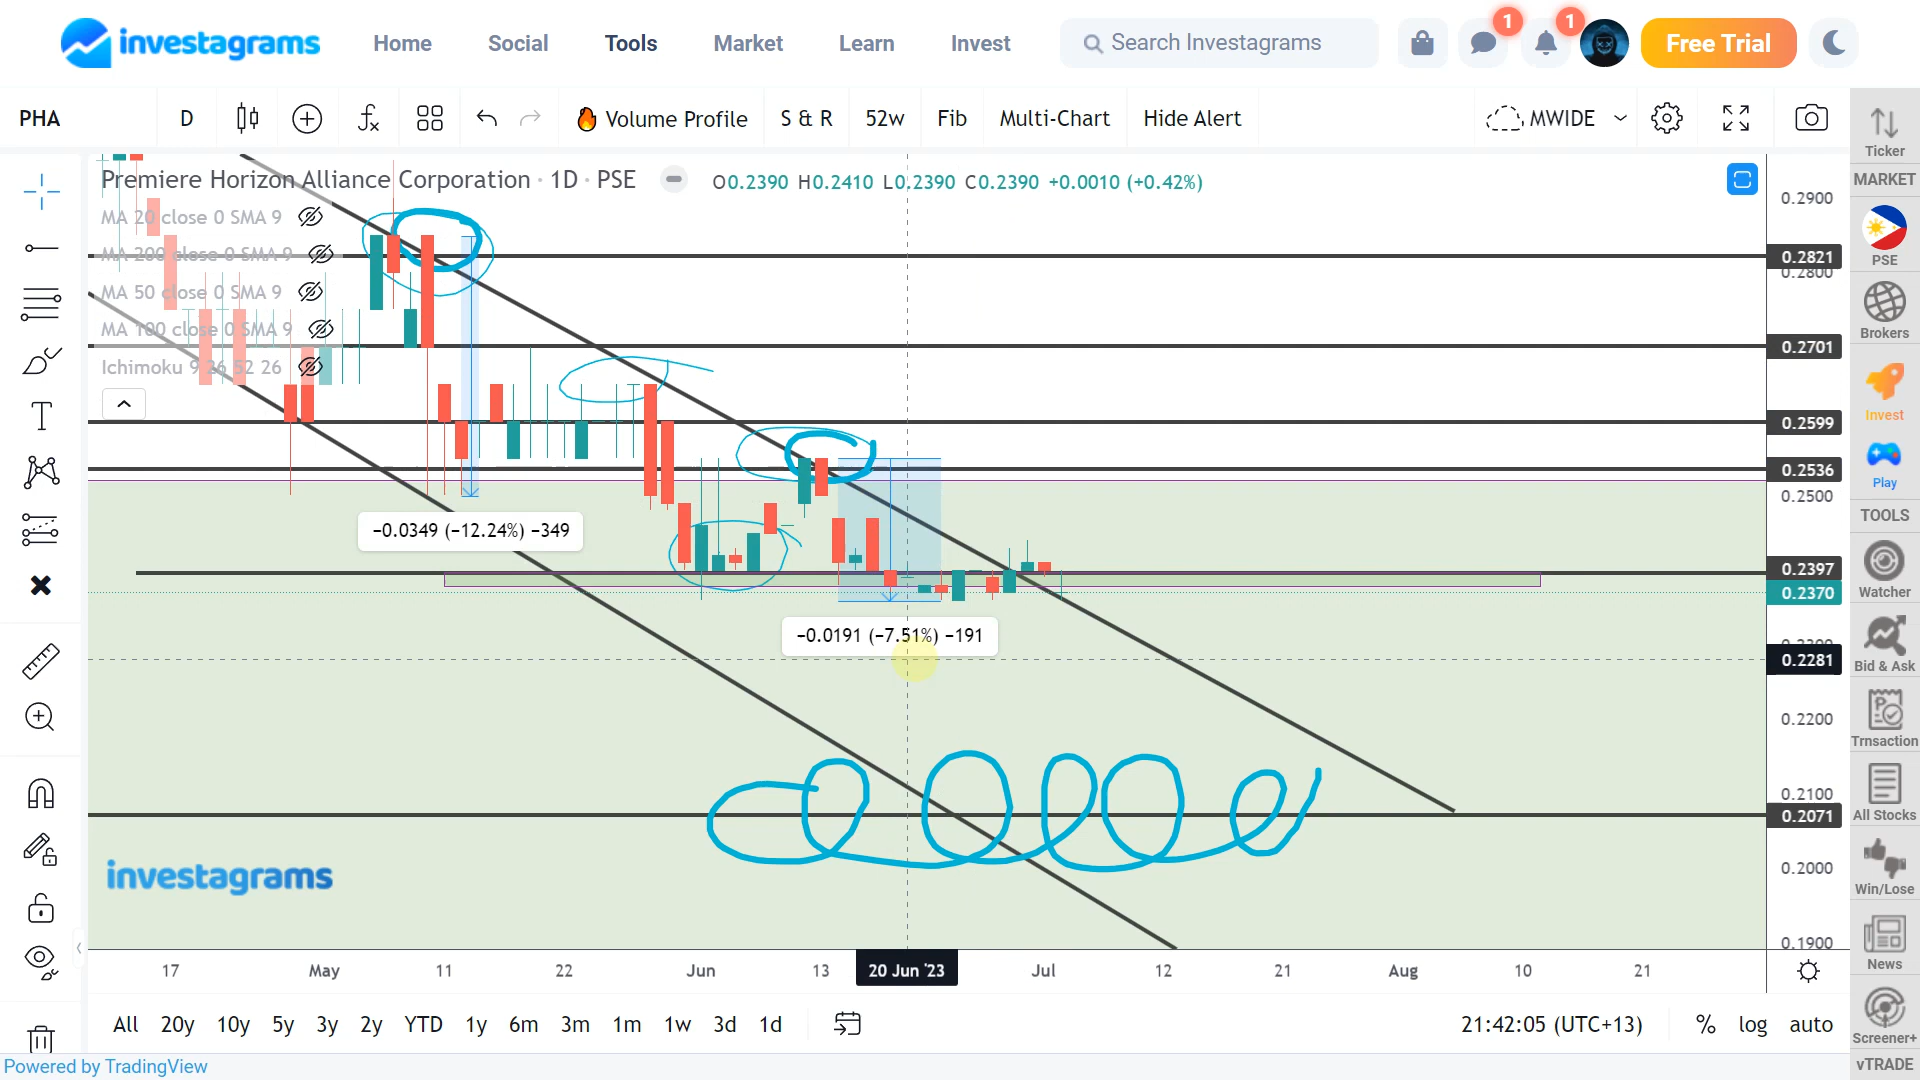 investagrams
Home Social Tools Market Learn Invest
Search Investagrams
1
1
Free Trial
PHA D
Volume Profile S & R 52w Fib Multi-Chart Hide Alert
MWIDE
Premiere Horizon Alliance Corporation · 1D · PSE
O0.2390 H0.2410 L0.2390 C0.2390 +0.0010 (+0.42%)
MA 20 close 0 SMA 9
MA 200 close 0 SMA 9
MA 50 close 0 SMA 9
MA 100 close 0 SMA 9
Ichimoku 9 26 52 26
−0.0349 (−12.24%) −349
−0.0191 (−7.51%) −191
0.2900
0.2821
0.2800
0.2701
0.2599
0.2536
0.2500
0.2397
0.2370
0.2300
0.2281
0.2200
0.2100
0.2071
0.2000
0.1900
investagrams
17 May 11 22 Jun 13 20 Jun '23 Jul 12 21 Aug 10 21
All 20y 10y 5y 3y 2y YTD 1y 6m 3m 1m 1w 3d 1d
21:42:05 (UTC+13) % log auto
Powered by TradingView
Ticker
MARKET
PSE
Brokers
Invest
Play
TOOLS
Watcher
Bid & Ask
Trnsaction
All Stocks
Win/Lose
News
Screener+
vTRADE